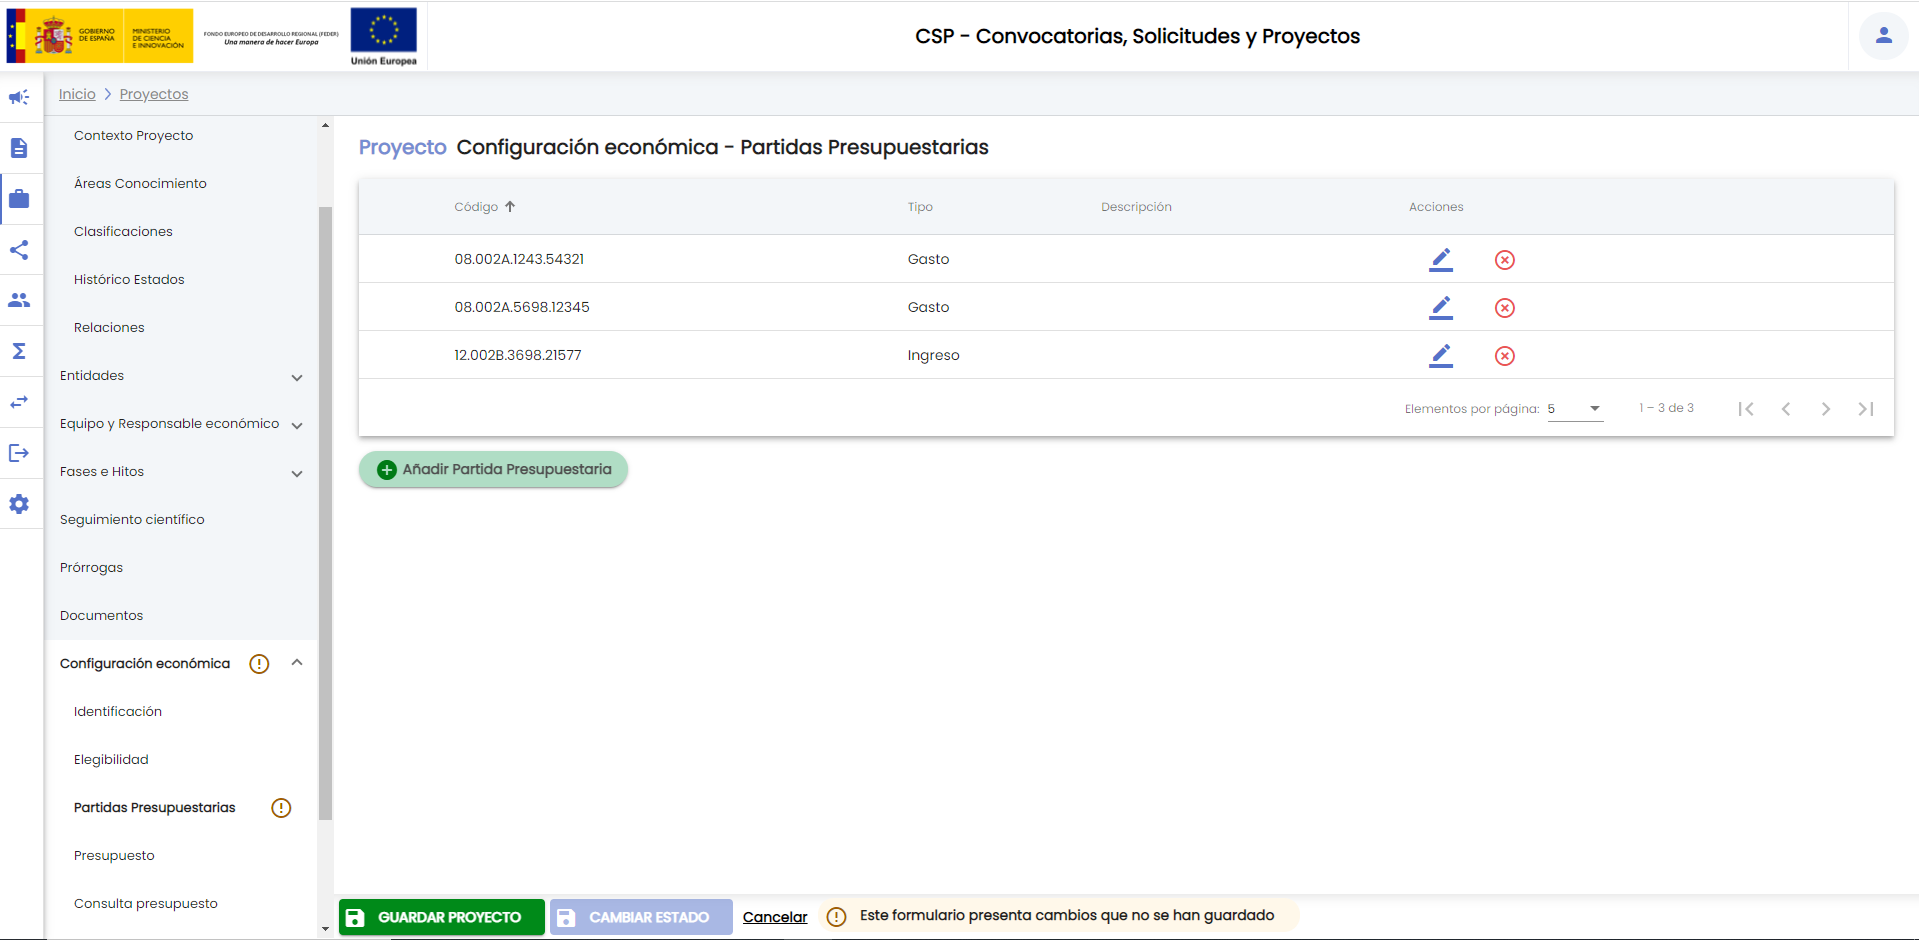 GOBIERNO
DE ESPAÑA
MINISTERIO
DE CIENCIA
E INNOVACIÓN
FONDO EUROPEO DE DESARROLLO REGIONAL (FEDER)
Una manera de hacer Europa
Unión Europea
CSP - Convocatorias, Solicitudes y Proyectos
Inicio > Proyectos
Contexto Proyecto
Áreas Conocimiento
Clasificaciones
Histórico Estados
Relaciones
Entidades
Equipo y Responsable económico
Fases e Hitos
Seguimiento científico
Prórrogas
Documentos
Configuración económica
Identificación
Elegibilidad
Partidas Presupuestarias
Presupuesto
Consulta presupuesto
Proyecto Configuración económica - Partidas Presupuestarias
Código Tipo Descripción Acciones
08.002A.1243.54321 Gasto
08.002A.5698.12345 Gasto
12.002B.3698.21577 Ingreso
Elementos por página: 5 1 – 3 de 3
Añadir Partida Presupuestaria
GUARDAR PROYECTO CAMBIAR ESTADO Cancelar Este formulario presenta cambios que no se han guardado